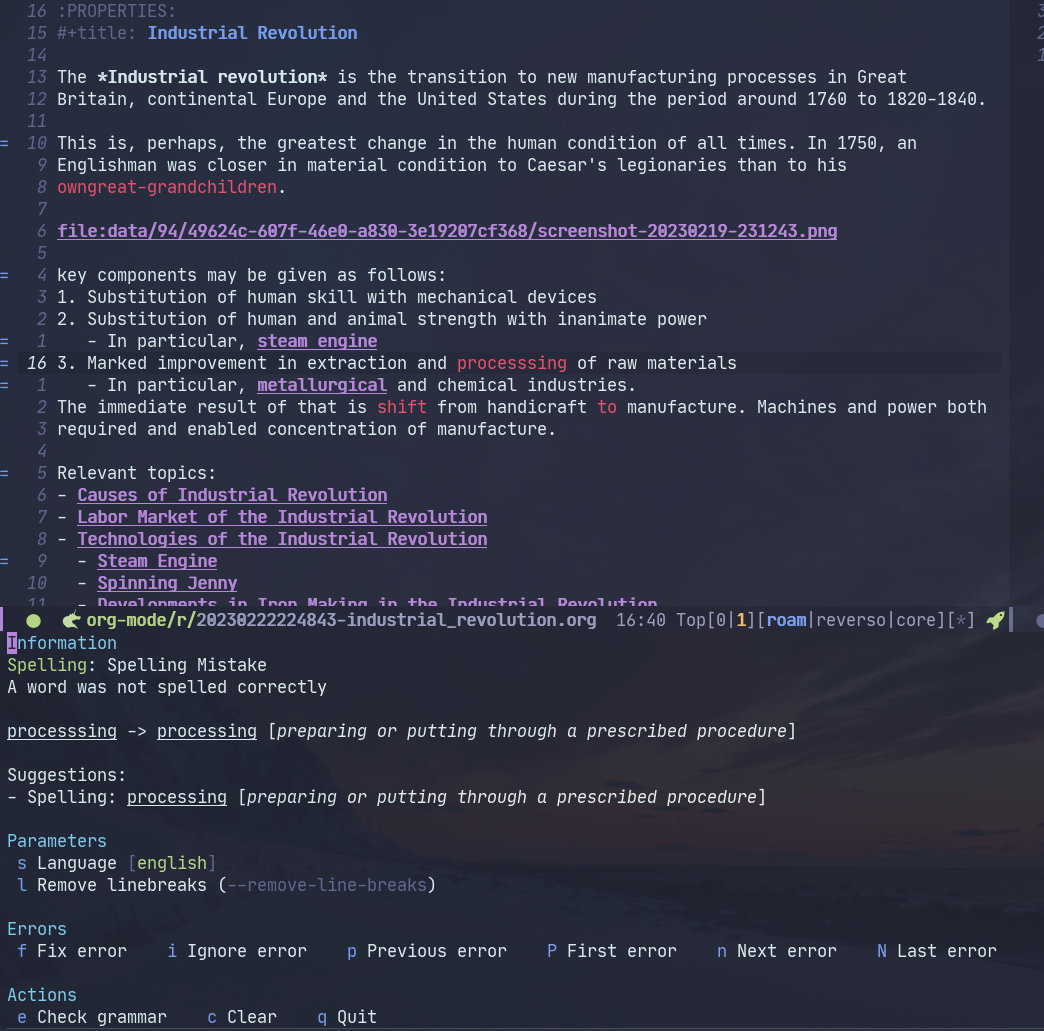 16 :PROPERTIES:
15 #+title: Industrial Revolution
14
13 The *Industrial revolution* is the transition to new manufacturing processes in Great
12 Britain, continental Europe and the United States during the period around 1760 to 1820-1840.
11
= 10 This is, perhaps, the greatest change in the human condition of all times. In 1750, an
9 Englishman was closer in material condition to Caesar's legionaries than to his
8 owngreat-grandchildren.
7
6 file:data/94/49624c-607f-46e0-a830-3e19207cf368/screenshot-20230219-231243.png
5
= 4 key components may be given as follows:
3 1. Substitution of human skill with mechanical devices
2 2. Substitution of human and animal strength with inanimate power
= 1 - In particular, steam engine
= 16 3. Marked improvement in extraction and processsing of raw materials
= 1 - In particular, metallurgical and chemical industries.
2 The immediate result of that is shift from handicraft to manufacture. Machines and power both
3 required and enabled concentration of manufacture.
4
= 5 Relevant topics:
6 - Causes of Industrial Revolution
7 - Labor Market of the Industrial Revolution
8 - Technologies of the Industrial Revolution
= 9 - Steam Engine
10 - Spinning Jenny
11 - Developments in Iron Making in the Industrial Revolution
org-mode/r/20230222224843-industrial_revolution.org 16:40 Top[0|1][roam|reverso|core][*]
Information
Spelling: Spelling Mistake
A word was not spelled correctly
processsing -> processing [preparing or putting through a prescribed procedure]
Suggestions:
- Spelling: processing [preparing or putting through a prescribed procedure]
Parameters
s Language [english]
l Remove linebreaks (--remove-line-breaks)
Errors
f Fix error i Ignore error p Previous error P First error n Next error N Last error
Actions
e Check grammar c Clear q Quit